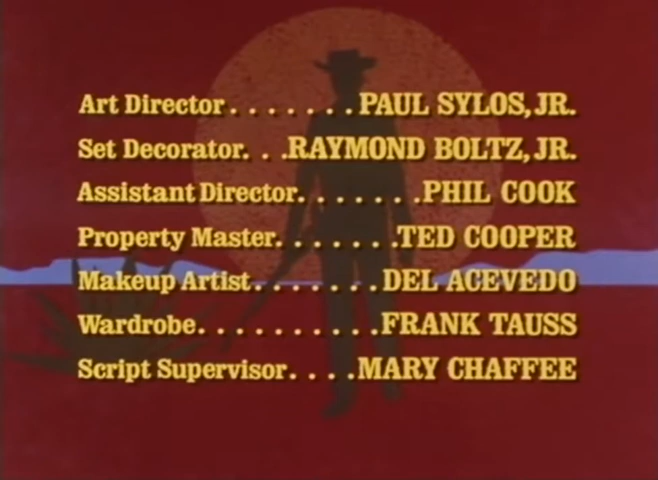 Art Director . . . . . . . PAUL SYLOS, JR.
Set Decorator. . .RAYMOND BOLTZ, JR.
Assistant Director. . . . . . .PHIL COOK
Property Master. . . . . . .TED COOPER
Makeup Artist . . . . . . . DEL ACEVEDO
Wardrobe. . . . . . . . . .FRANK TAUSS
Script Supervisor. . . .MARY CHAFFEE